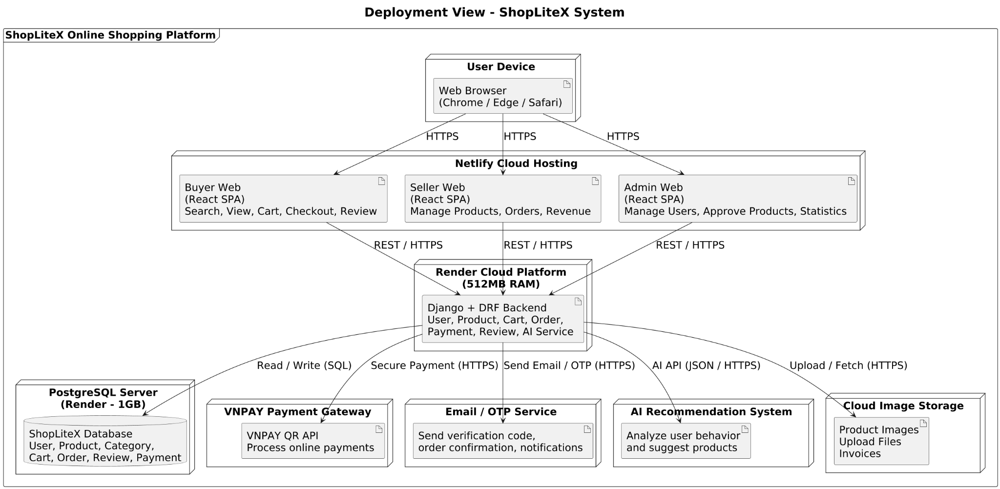 Deployment View - ShopLiteX System
ShopLiteX Online Shopping Platform
User Device
Web Browser
(Chrome / Edge / Safari)
HTTPS
HTTPS
HTTPS
Netlify Cloud Hosting
Buyer Web
(React SPA)
Search, View, Cart, Checkout, Review
Seller Web
(React SPA)
Manage Products, Orders, Revenue
Admin Web
(React SPA)
Manage Users, Approve Products, Statistics
REST / HTTPS
REST / HTTPS
REST / HTTPS
Render Cloud Platform
(512MB RAM)
Django + DRF Backend
User, Product, Cart, Order,
Payment, Review, AI Service
Read / Write (SQL)
Secure Payment (HTTPS)
Send Email / OTP (HTTPS)
AI API (JSON / HTTPS)
Upload / Fetch (HTTPS)
PostgreSQL Server
(Render - 1GB)
ShopLiteX Database
User, Product, Category,
Cart, Order, Review, Payment
VNPAY Payment Gateway
VNPAY QR API
Process online payments
Email / OTP Service
Send verification code,
order confirmation, notifications
AI Recommendation System
Analyze user behavior
and suggest products
Cloud Image Storage
Product Images
Upload Files
Invoices